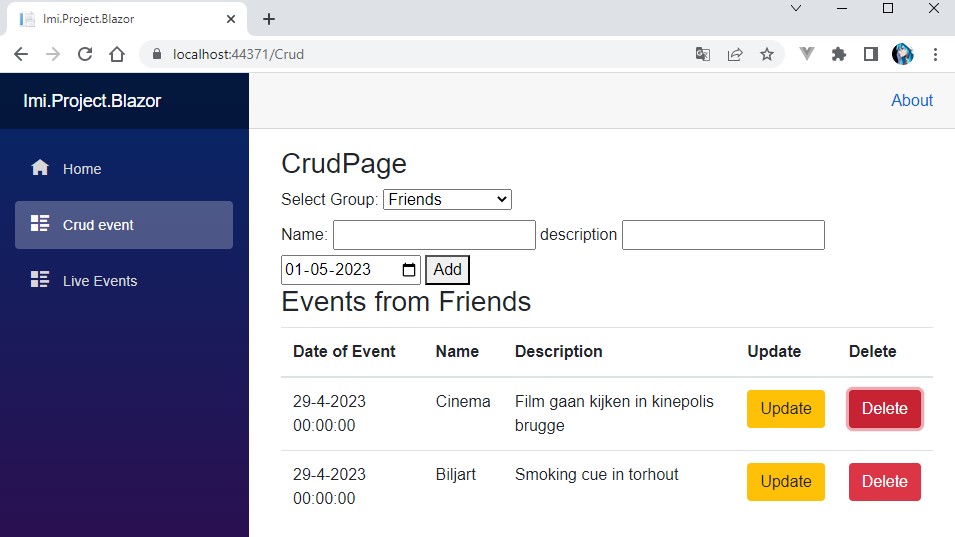 Imi.Project.Blazor
localhost:44371/Crud
Imi.Project.Blazor
About
Home
Crud event
Live Events
CrudPage
Select Group: Friends
Name: description
01-05-2023 Add
Events from Friends
Date of Event Name Description Update Delete
29-4-2023 Cinema Film gaan kijken in kinepolis Update Delete
00:00:00 brugge
29-4-2023 Biljart Smoking cue in torhout Update Delete
00:00:00